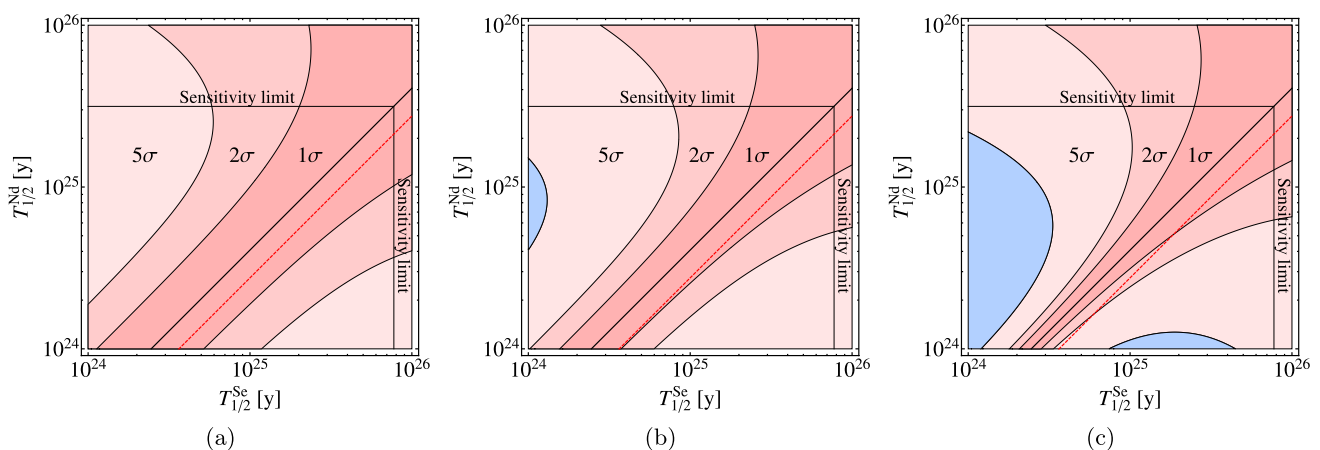 10^26
Sensitivity limit
5σ 2σ 1σ
T_{1/2}^{Nd} [y]
10^25
Sensitivity limit
10^24
10^24 10^25 10^26
T_{1/2}^{Se} [y]
(a)
10^26
Sensitivity limit
5σ 2σ 1σ
T_{1/2}^{Nd} [y]
10^25
Sensitivity limit
10^24
10^24 10^25 10^26
T_{1/2}^{Se} [y]
(b)
10^26
Sensitivity limit
5σ 2σ 1σ
T_{1/2}^{Nd} [y]
10^25
Sensitivity limit
10^24
10^24 10^25 10^26
T_{1/2}^{Se} [y]
(c)